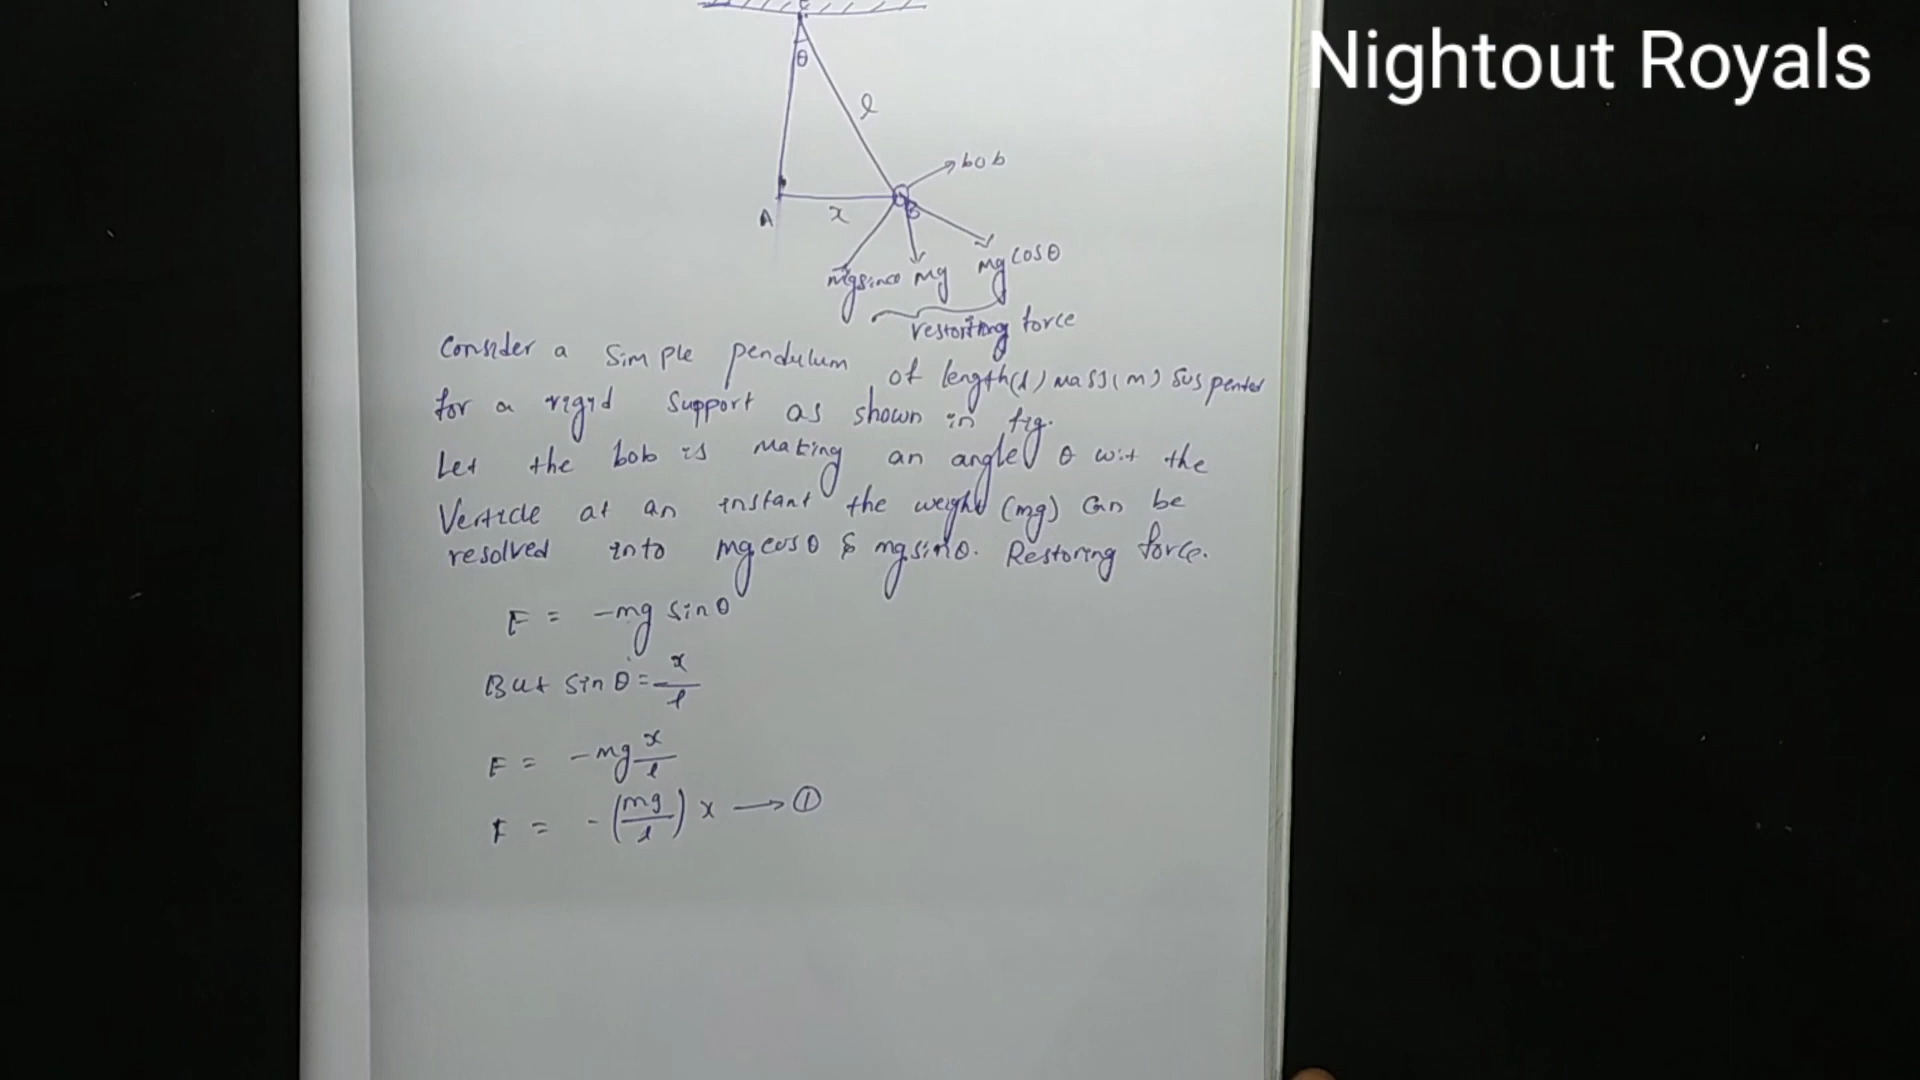 Nightout Royals
θ
l
bob
A
x
B
mgsinθ mg mg cosθ
restoring force
Consider a simple pendulum of length(l) mass(m) suspented
for a rigid support as shown in fig.
Let the bob is making an angle θ wit the
Verticle at an instant the weight (mg) can be
resolved into mg cosθ & mg sinθ. Restoring force.
F = -mg sinθ
But sinθ = x/l
F = -mg x/l
F = -(mg/l) x → ①